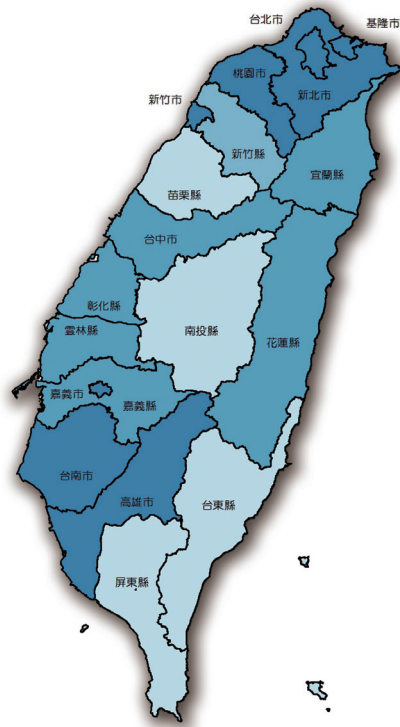 台北市
基隆市
桃園市
新北市
新竹市
新竹縣
宜蘭縣
苗栗縣
台中市
彰化縣
南投縣
雲林縣
花蓮縣
嘉義市
嘉義縣
台南市
高雄市
台東縣
屏東縣